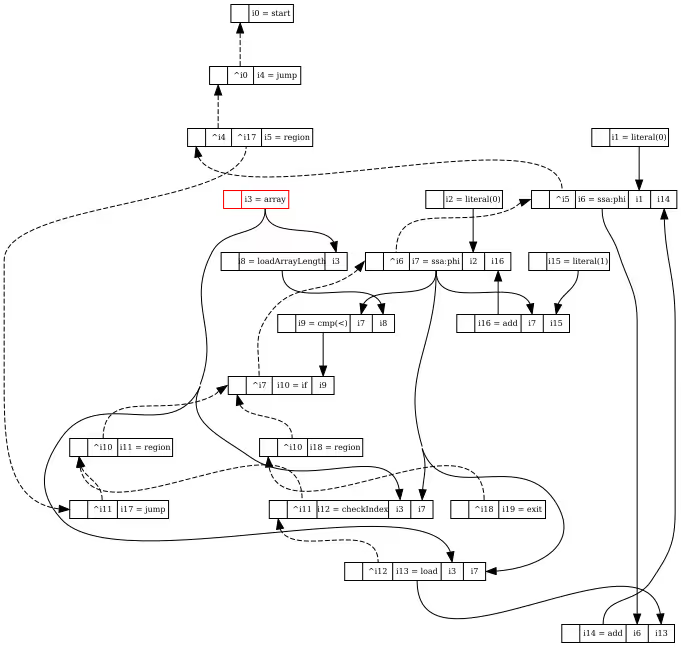 i0 = start
^i0 i4 = jump
^i4 ^i17 i5 = region
i1 = literal(0)
i3 = array
i2 = literal(0)
^i5 i6 = ssa:phi i1 i14
i8 = loadArrayLength i3
^i6 i7 = ssa:phi i2 i16
i15 = literal(1)
i9 = cmp(<) i7 i8
i16 = add i7 i15
^i7 i10 = if i9
^i10 i11 = region
^i10 i18 = region
^i11 i17 = jump
^i11 i12 = checkIndex i3 i7
^i18 i19 = exit
^i12 i13 = load i3 i7
i14 = add i6 i13